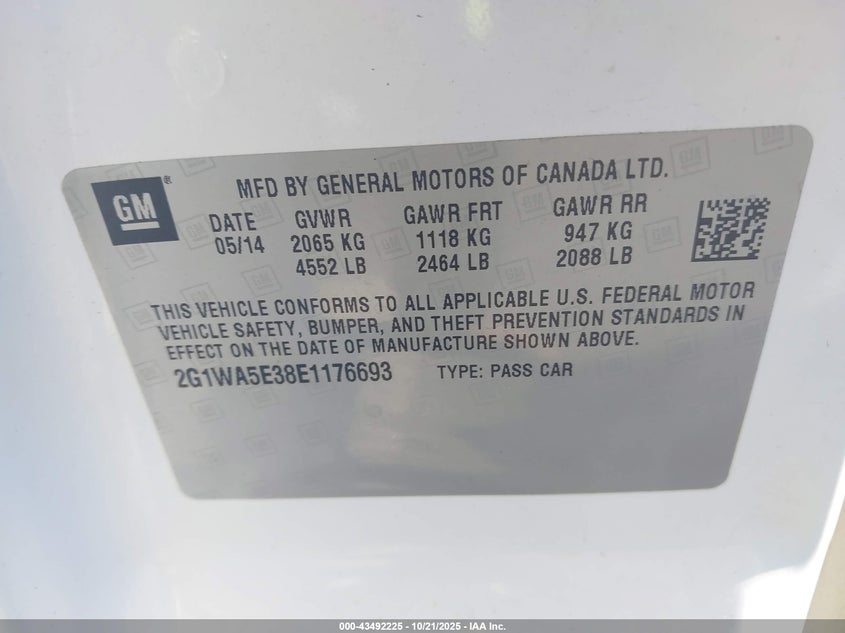 GM®
MFD BY GENERAL MOTORS OF CANADA LTD.
DATE GVWR GAWR FRT GAWR RR
05/14 2065 KG 1118 KG 947 KG
4552 LB 2464 LB 2088 LB
THIS VEHICLE CONFORMS TO ALL APPLICABLE U.S. FEDERAL MOTOR
VEHICLE SAFETY, BUMPER, AND THEFT PREVENTION STANDARDS IN
EFFECT ON THE DATE OF MANUFACTURE SHOWN ABOVE.
2G1WA5E38E1176693 TYPE: PASS CAR
000-43492225 - 10/21/2025 - IAA Inc.